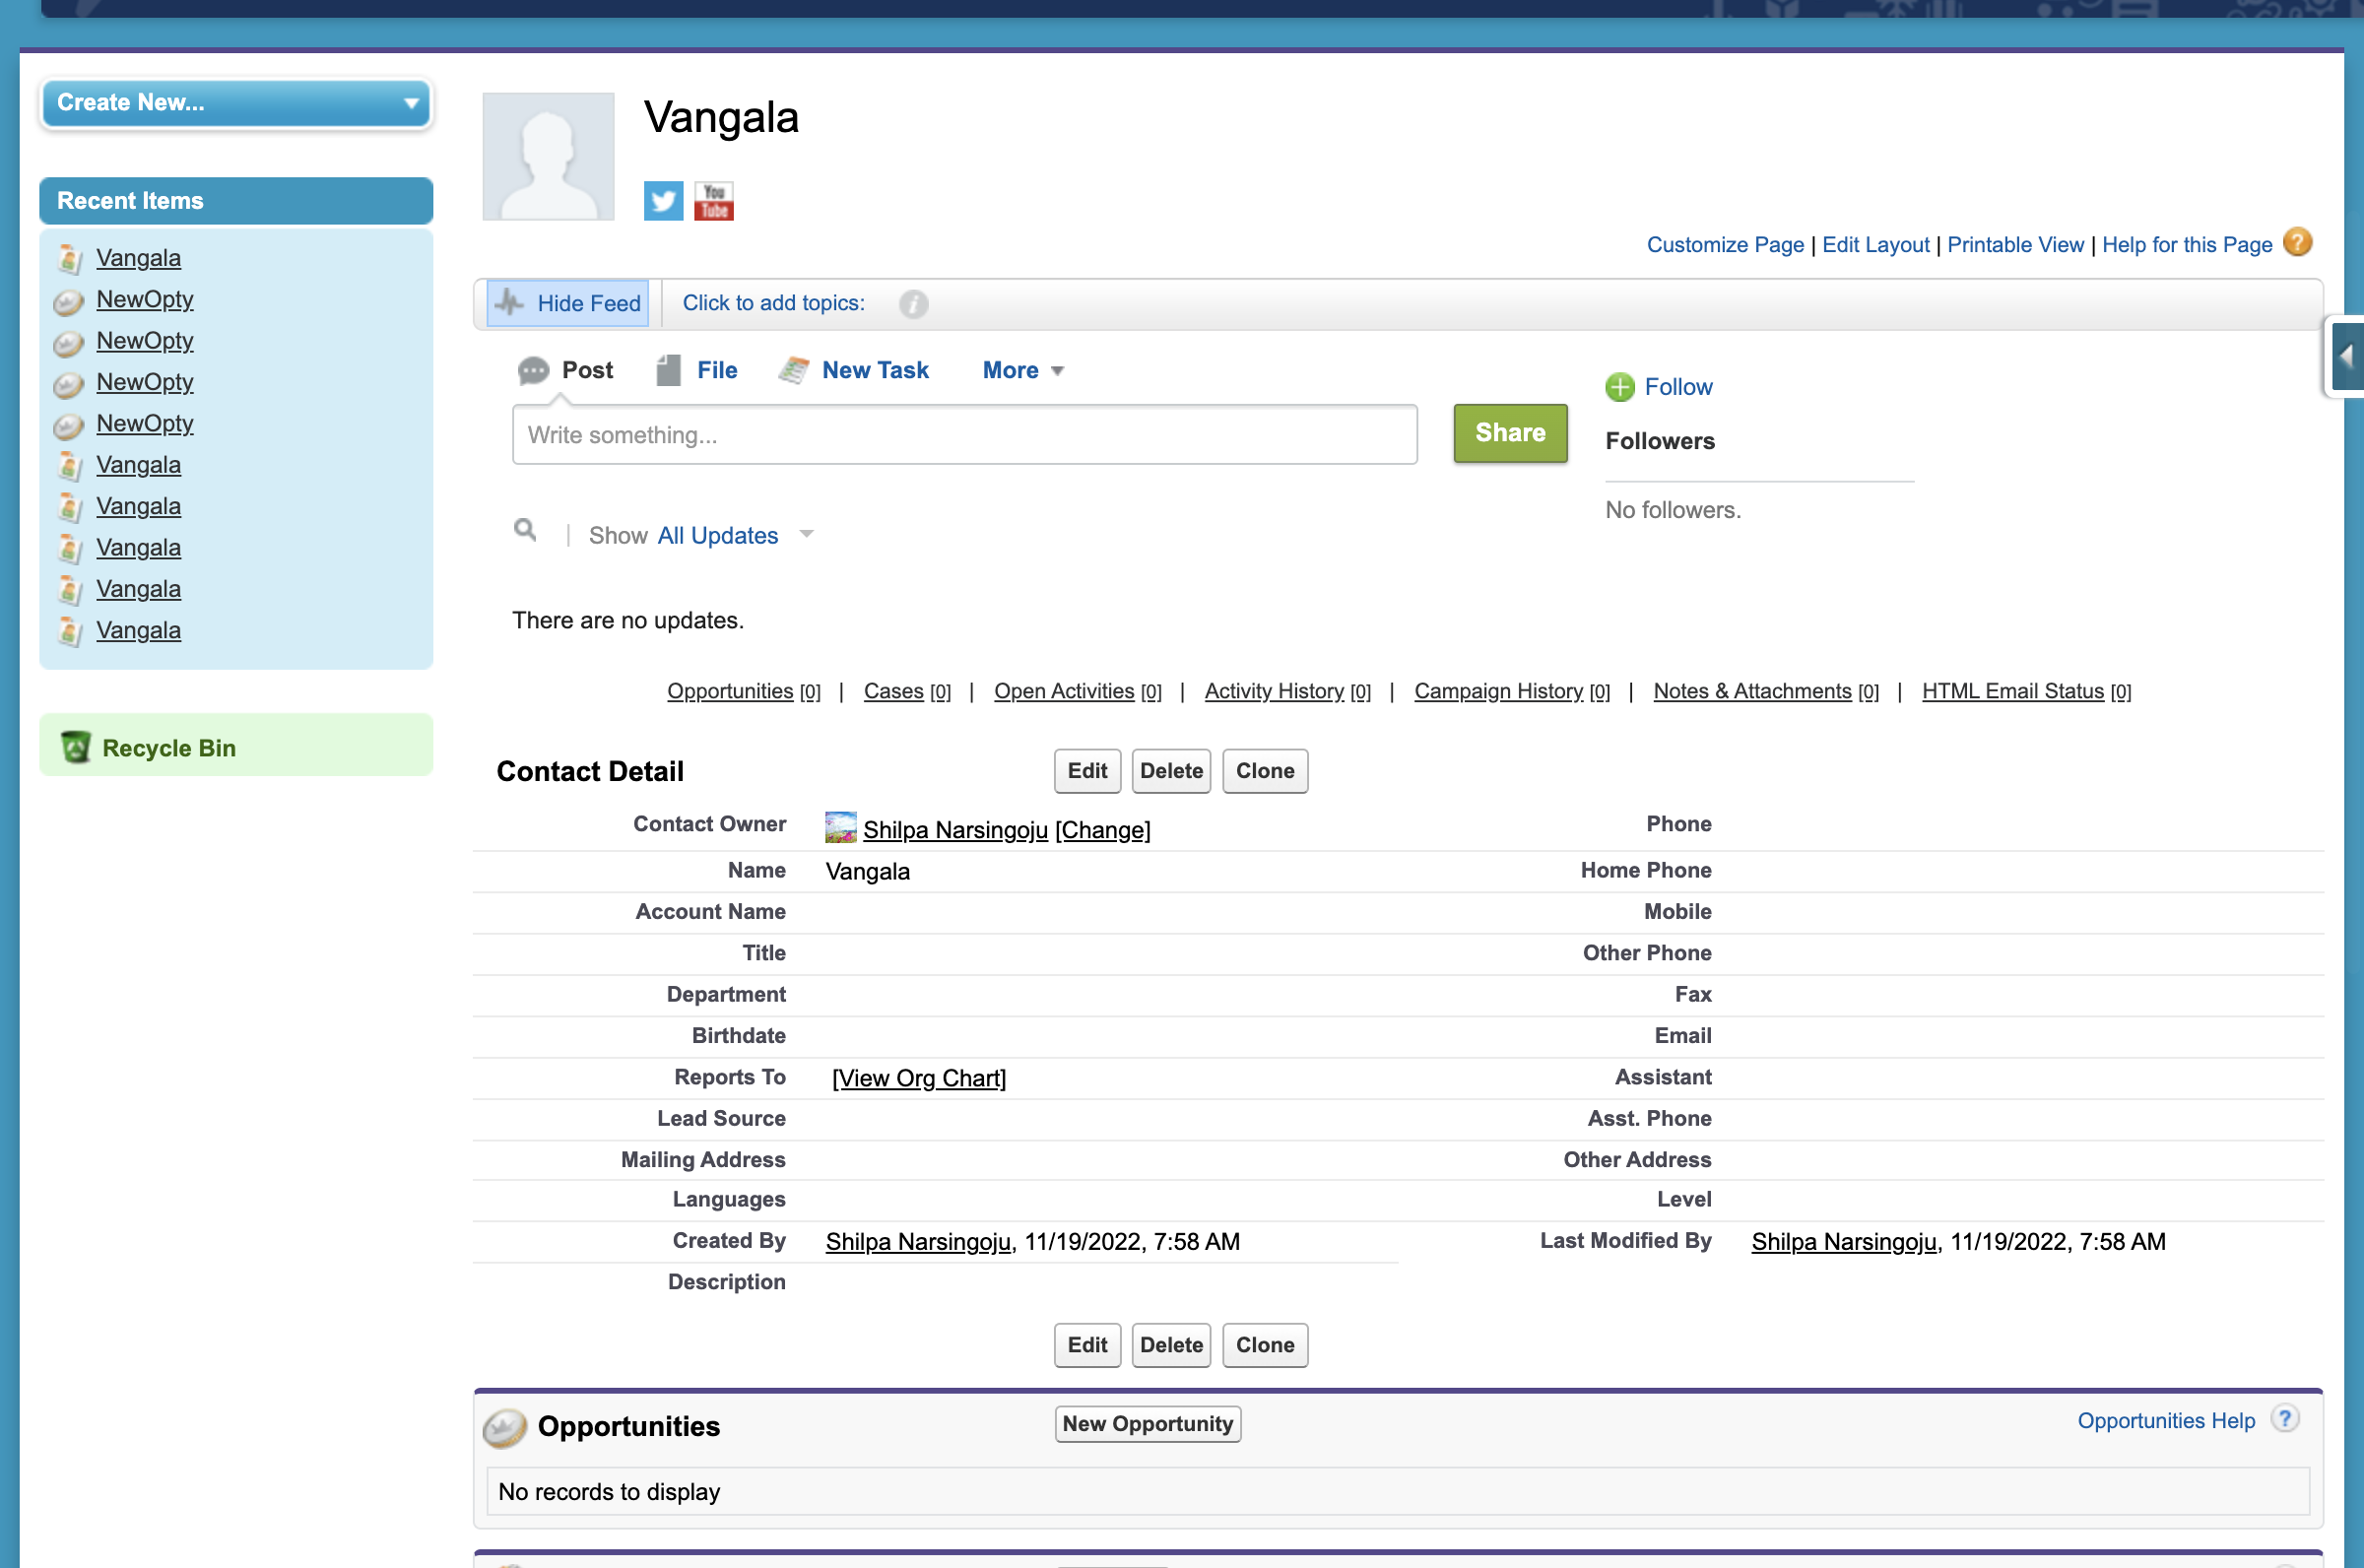 Create New...
Recent Items
Vangala
NewOpty
NewOpty
NewOpty
NewOpty
Vangala
Vangala
Vangala
Vangala
Vangala
Recycle Bin
Vangala
You
Tube
Customize Page | Edit Layout | Printable View | Help for this Page ?
Hide Feed Click to add topics: i
Post File New Task More
Write something...
Share
Follow
Followers
No followers.
Show All Updates
There are no updates.
Opportunities [0] | Cases [0] | Open Activities [0] | Activity History [0] | Campaign History [0] | Notes & Attachments [0] | HTML Email Status [0]
Contact Detail Edit Delete Clone
Contact Owner Shilpa Narsingoju [Change] Phone
Name Vangala Home Phone
Account Name Mobile
Title Other Phone
Department Fax
Birthdate Email
Reports To [View Org Chart] Assistant
Lead Source Asst. Phone
Mailing Address Other Address
Languages Level
Created By Shilpa Narsingoju, 11/19/2022, 7:58 AM Last Modified By Shilpa Narsingoju, 11/19/2022, 7:58 AM
Description
Edit Delete Clone
Opportunities New Opportunity Opportunities Help ?
No records to display